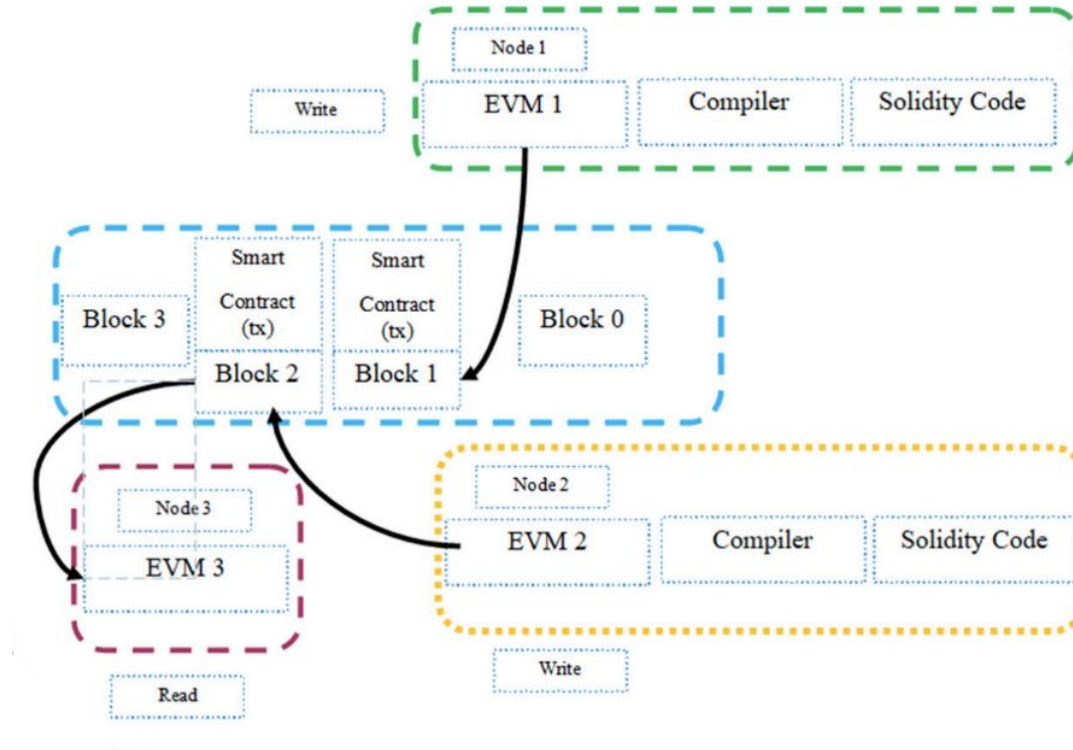 Node 1
Write
EVM 1
Compiler
Solidity Code
Block 3
Smart
Contract
(tx)
Block 2
Smart
Contract
(tx)
Block 1
Block 0
Node 3
EVM 3
Read
Node 2
EVM 2
Compiler
Solidity Code
Write